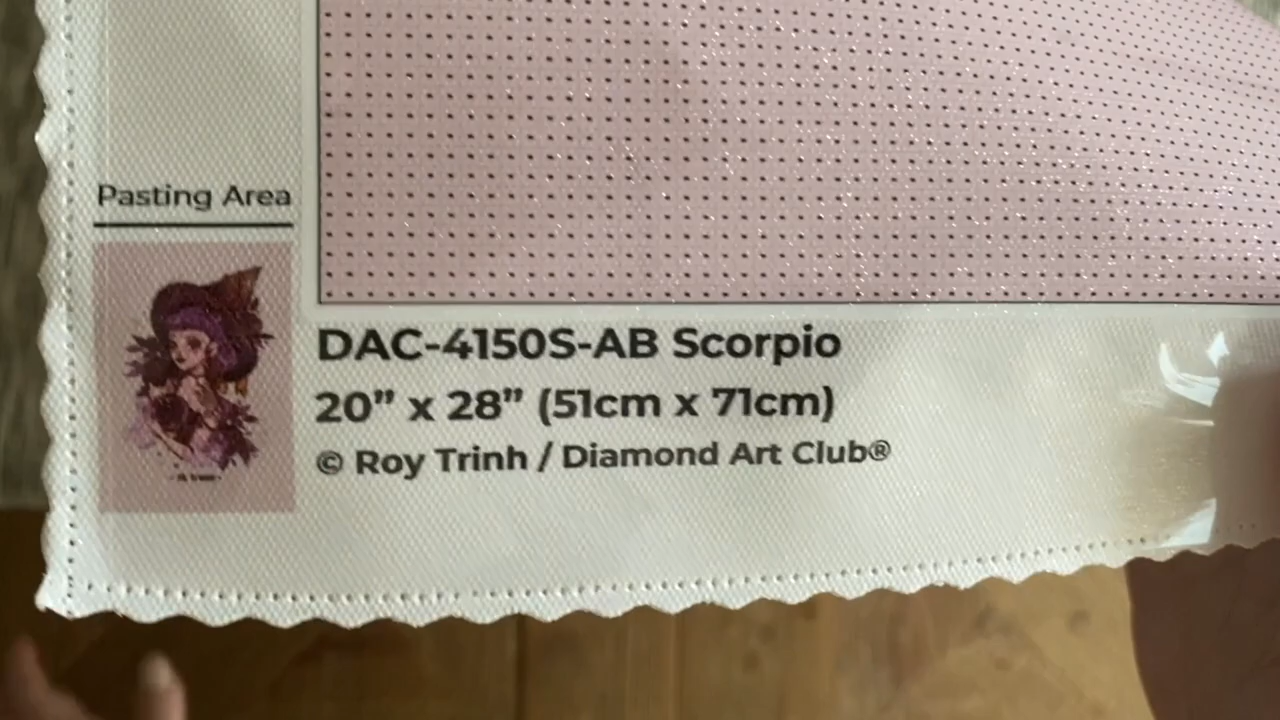 Pasting Area
DAC-4150S-AB Scorpio
20” x 28” (51cm x 71cm)
© Roy Trinh / Diamond Art Club®